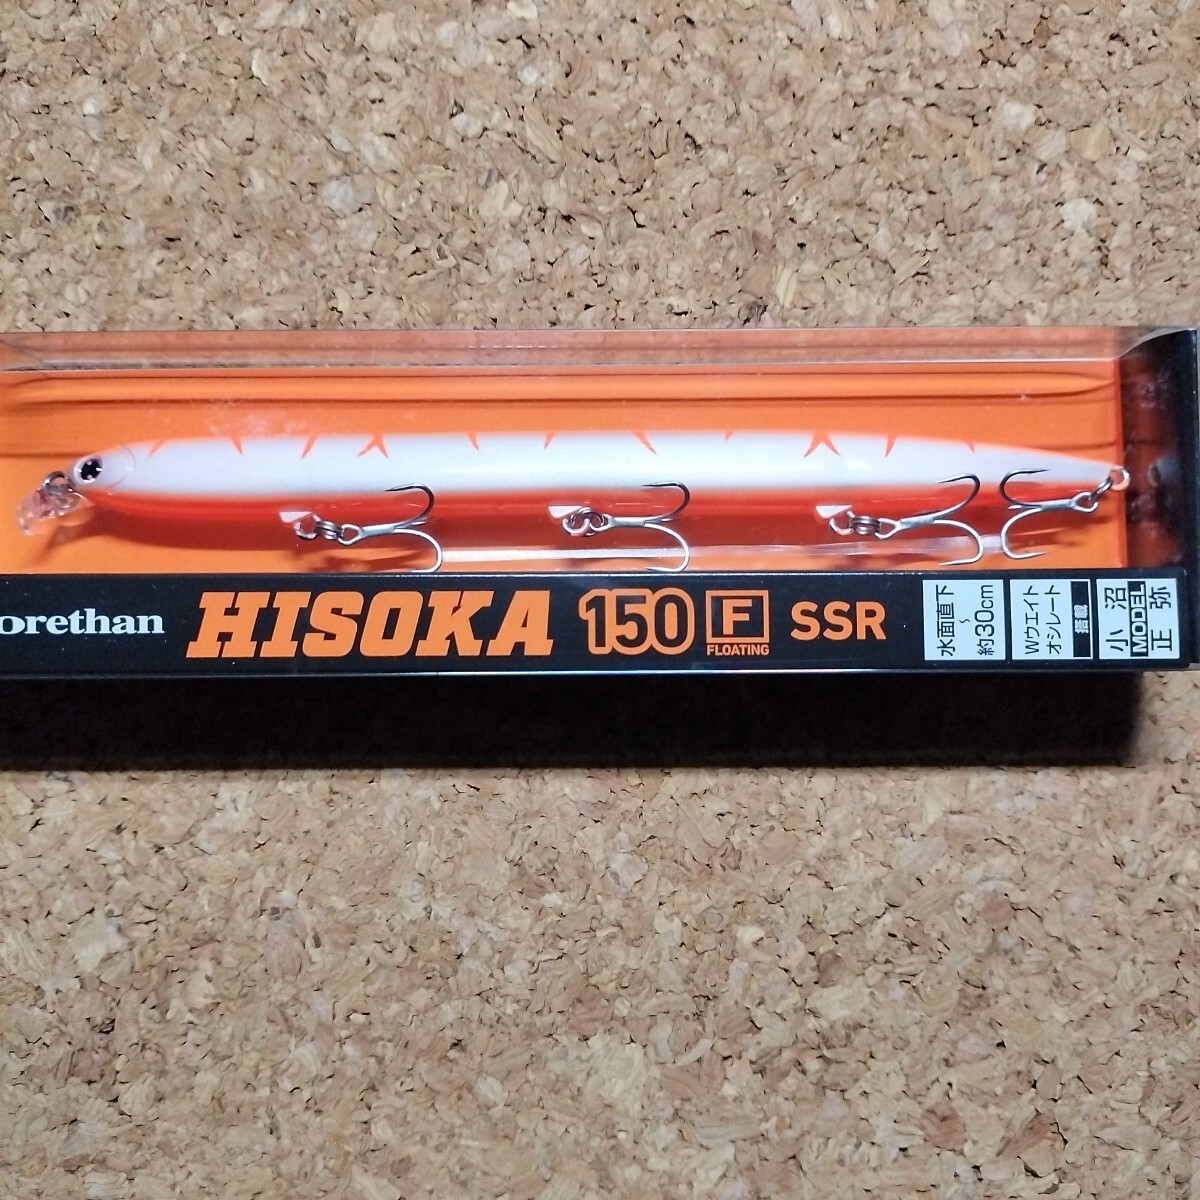 orethan HISOKA 150 F FLOATING SSR
水面直下
~
約30cm
Wウエイト
オシレート
搭載
小沼
MODEL
正弥